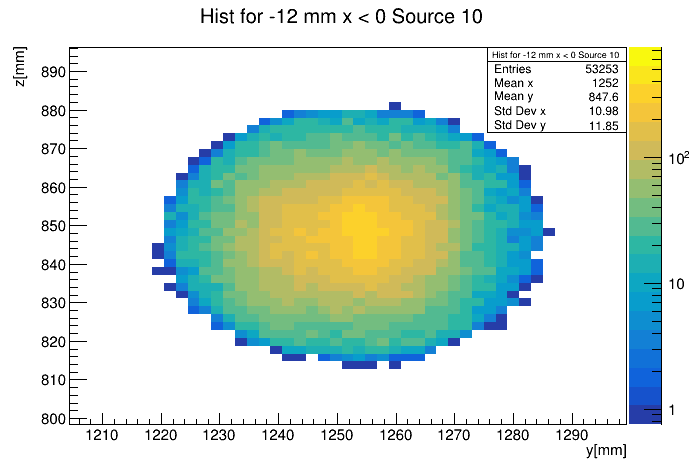 Hist for -12 mm x < 0 Source 10
z[mm]
Hist for -12 mm x < 0 Source 10
Entries 53253
Mean x 1252
Mean y 847.6
Std Dev x 10.98
Std Dev y 11.85
890
880
870
860
850
840
830
820
810
800
10²
10
1
1210 1220 1230 1240 1250 1260 1270 1280 1290
y[mm]